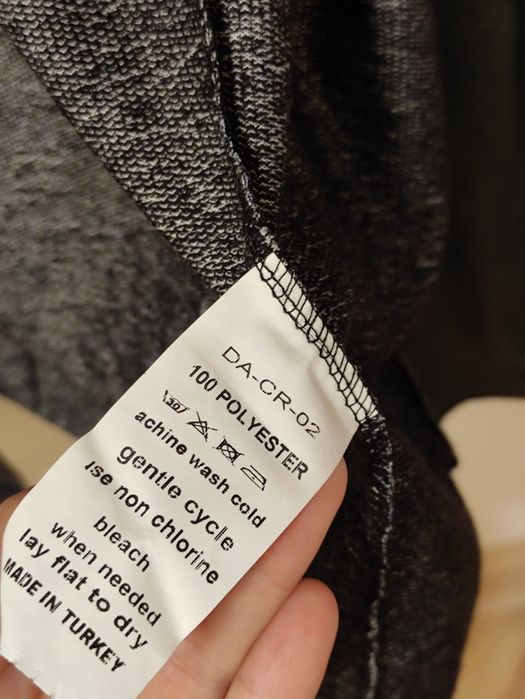 DA-CR-02
100 POLYESTER
30
achine wash cold
gentle cycle
ise non chlorine
bleach
when needed
lay flat to dry
MADE IN TURKEY